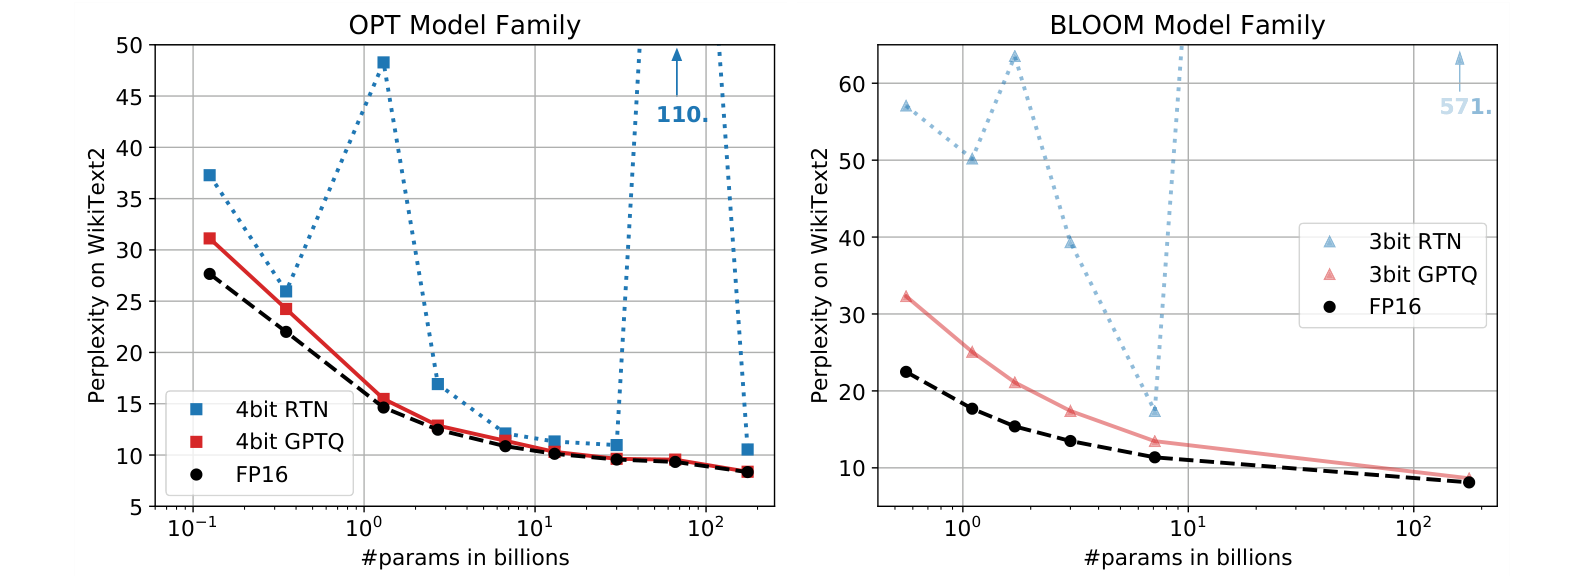 OPT Model Family
50
45
40
35
30
25
20
15
10
5
Perplexity on WikiText2
110.
4bit RTN
4bit GPTQ
FP16
10⁻¹ 10⁰ 10¹ 10²
#params in billions
BLOOM Model Family
60
50
40
30
20
10
Perplexity on WikiText2
571.
3bit RTN
3bit GPTQ
FP16
10⁰ 10¹ 10²
#params in billions